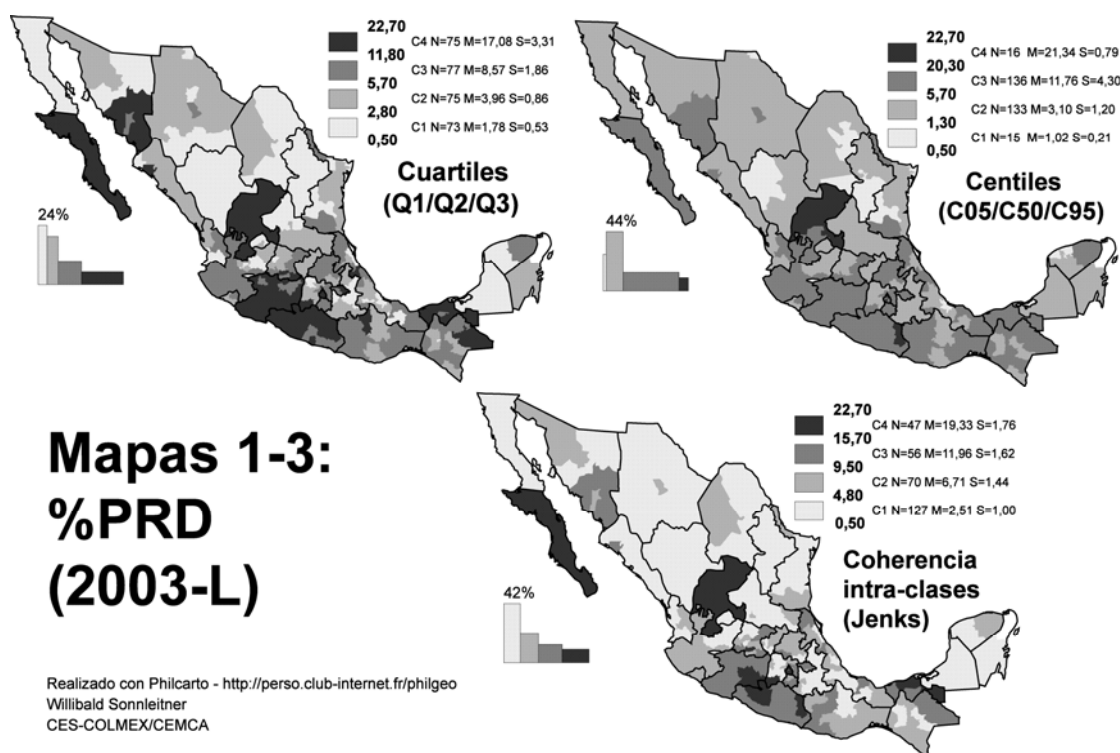 22,70
11,80
5,70
2,80
0,50
C4 N=75 M=17,08 S=3,31
C3 N=77 M=8,57 S=1,86
C2 N=75 M=3,96 S=0,86
C1 N=73 M=1,78 S=0,53
Cuartiles
(Q1/Q2/Q3)
24%
22,70
20,30
5,70
1,30
0,50
C4 N=16 M=21,34 S=0,79
C3 N=136 M=11,76 S=4,30
C2 N=133 M=3,10 S=1,20
C1 N=15 M=1,02 S=0,21
Centiles
(C05/C50/C95)
44%
22,70
15,70
9,50
4,80
0,50
C4 N=47 M=19,33 S=1,76
C3 N=56 M=11,96 S=1,62
C2 N=70 M=6,71 S=1,44
C1 N=127 M=2,51 S=1,00
Coherencia
intra-clases
(Jenks)
42%
Mapas 1-3:
%PRD
(2003-L)
Realizado con Philcarto - http://perso.club-internet.fr/philgeo
Willibald Sonnleitner
CES-COLMEX/CEMCA